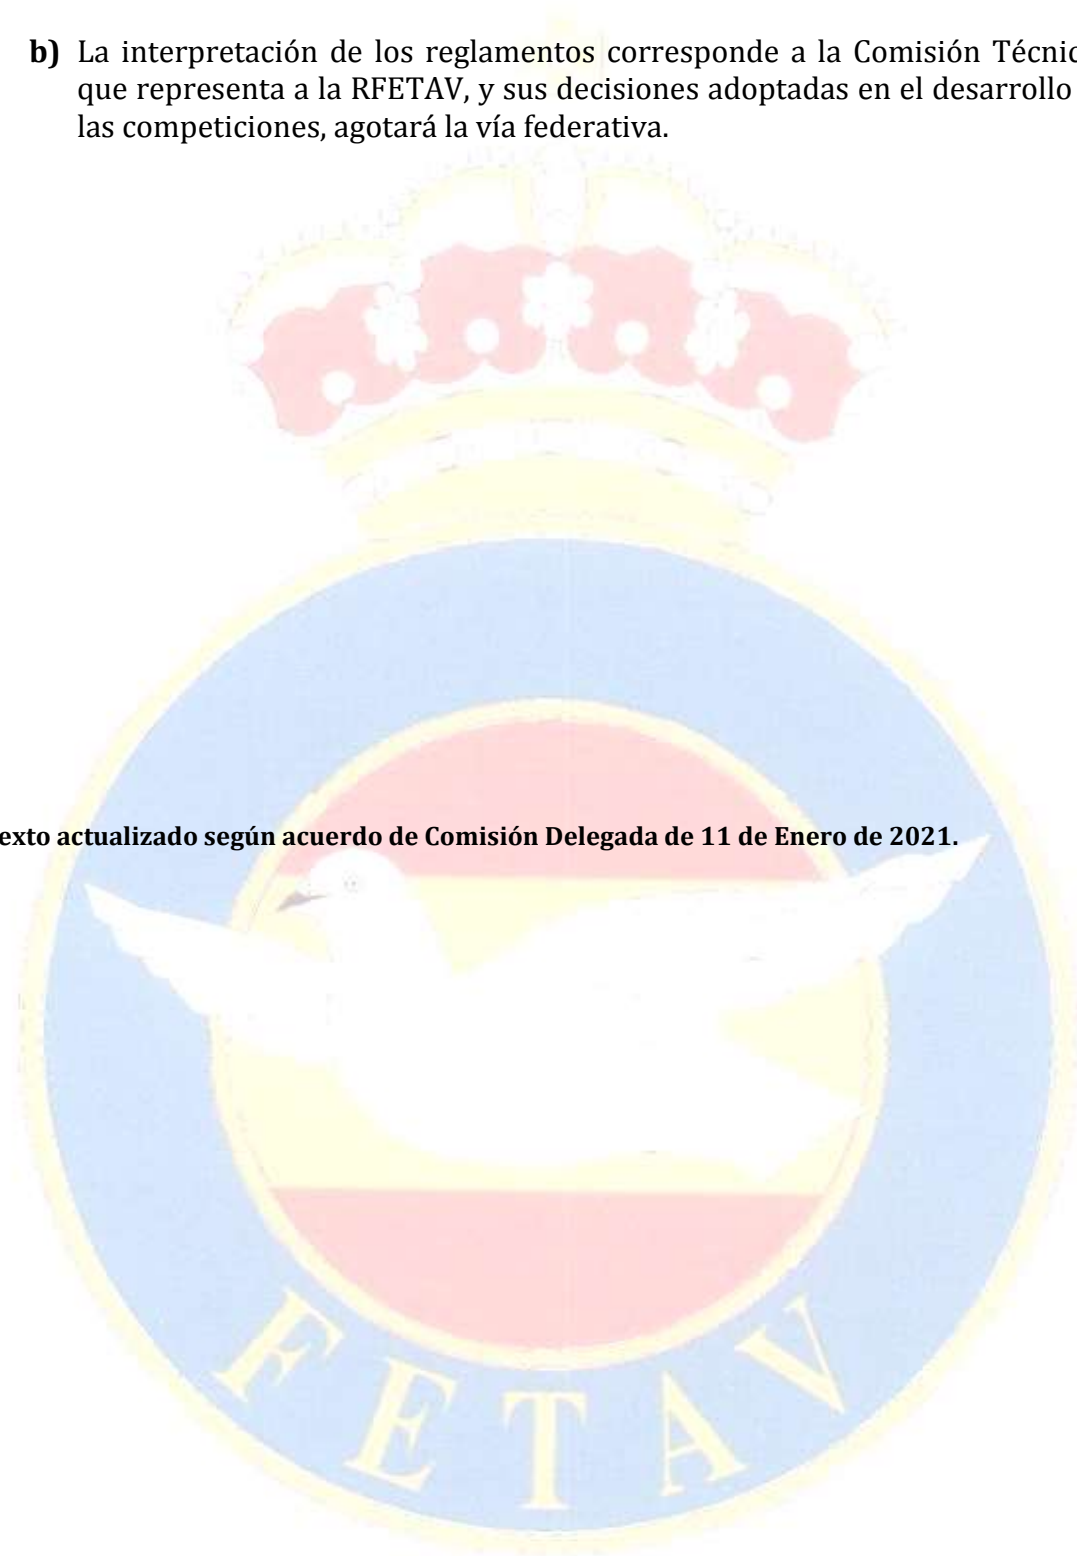 b) La interpretación de los reglamentos corresponde a la Comisión Técnic
que representa a la RFETAV, y sus decisiones adoptadas en el desarrollo
las competiciones, agotará la vía federativa.
exto actualizado según acuerdo de Comisión Delegada de 11 de Enero de 2021.
FETAV